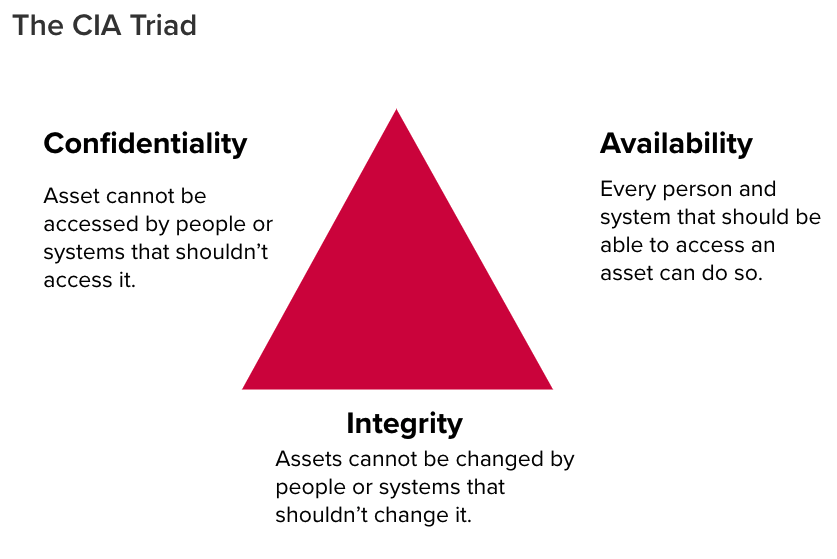 The CIA Triad
Confidentiality
Asset cannot be
accessed by people or
systems that shouldn’t
access it.
Availability
Every person and
system that should be
able to access an
asset can do so.
Integrity
Assets cannot be changed by
people or systems that
shouldn’t change it.